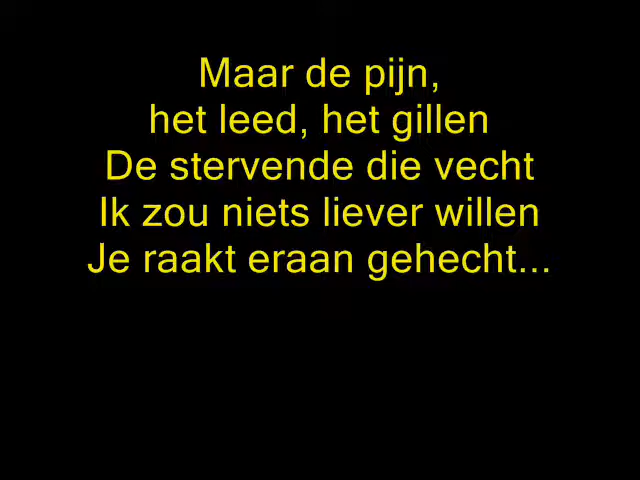 Maar de pijn,
het leed, het gillen
De stervende die vecht
Ik zou niets liever willen
Je raakt eraan gehecht...